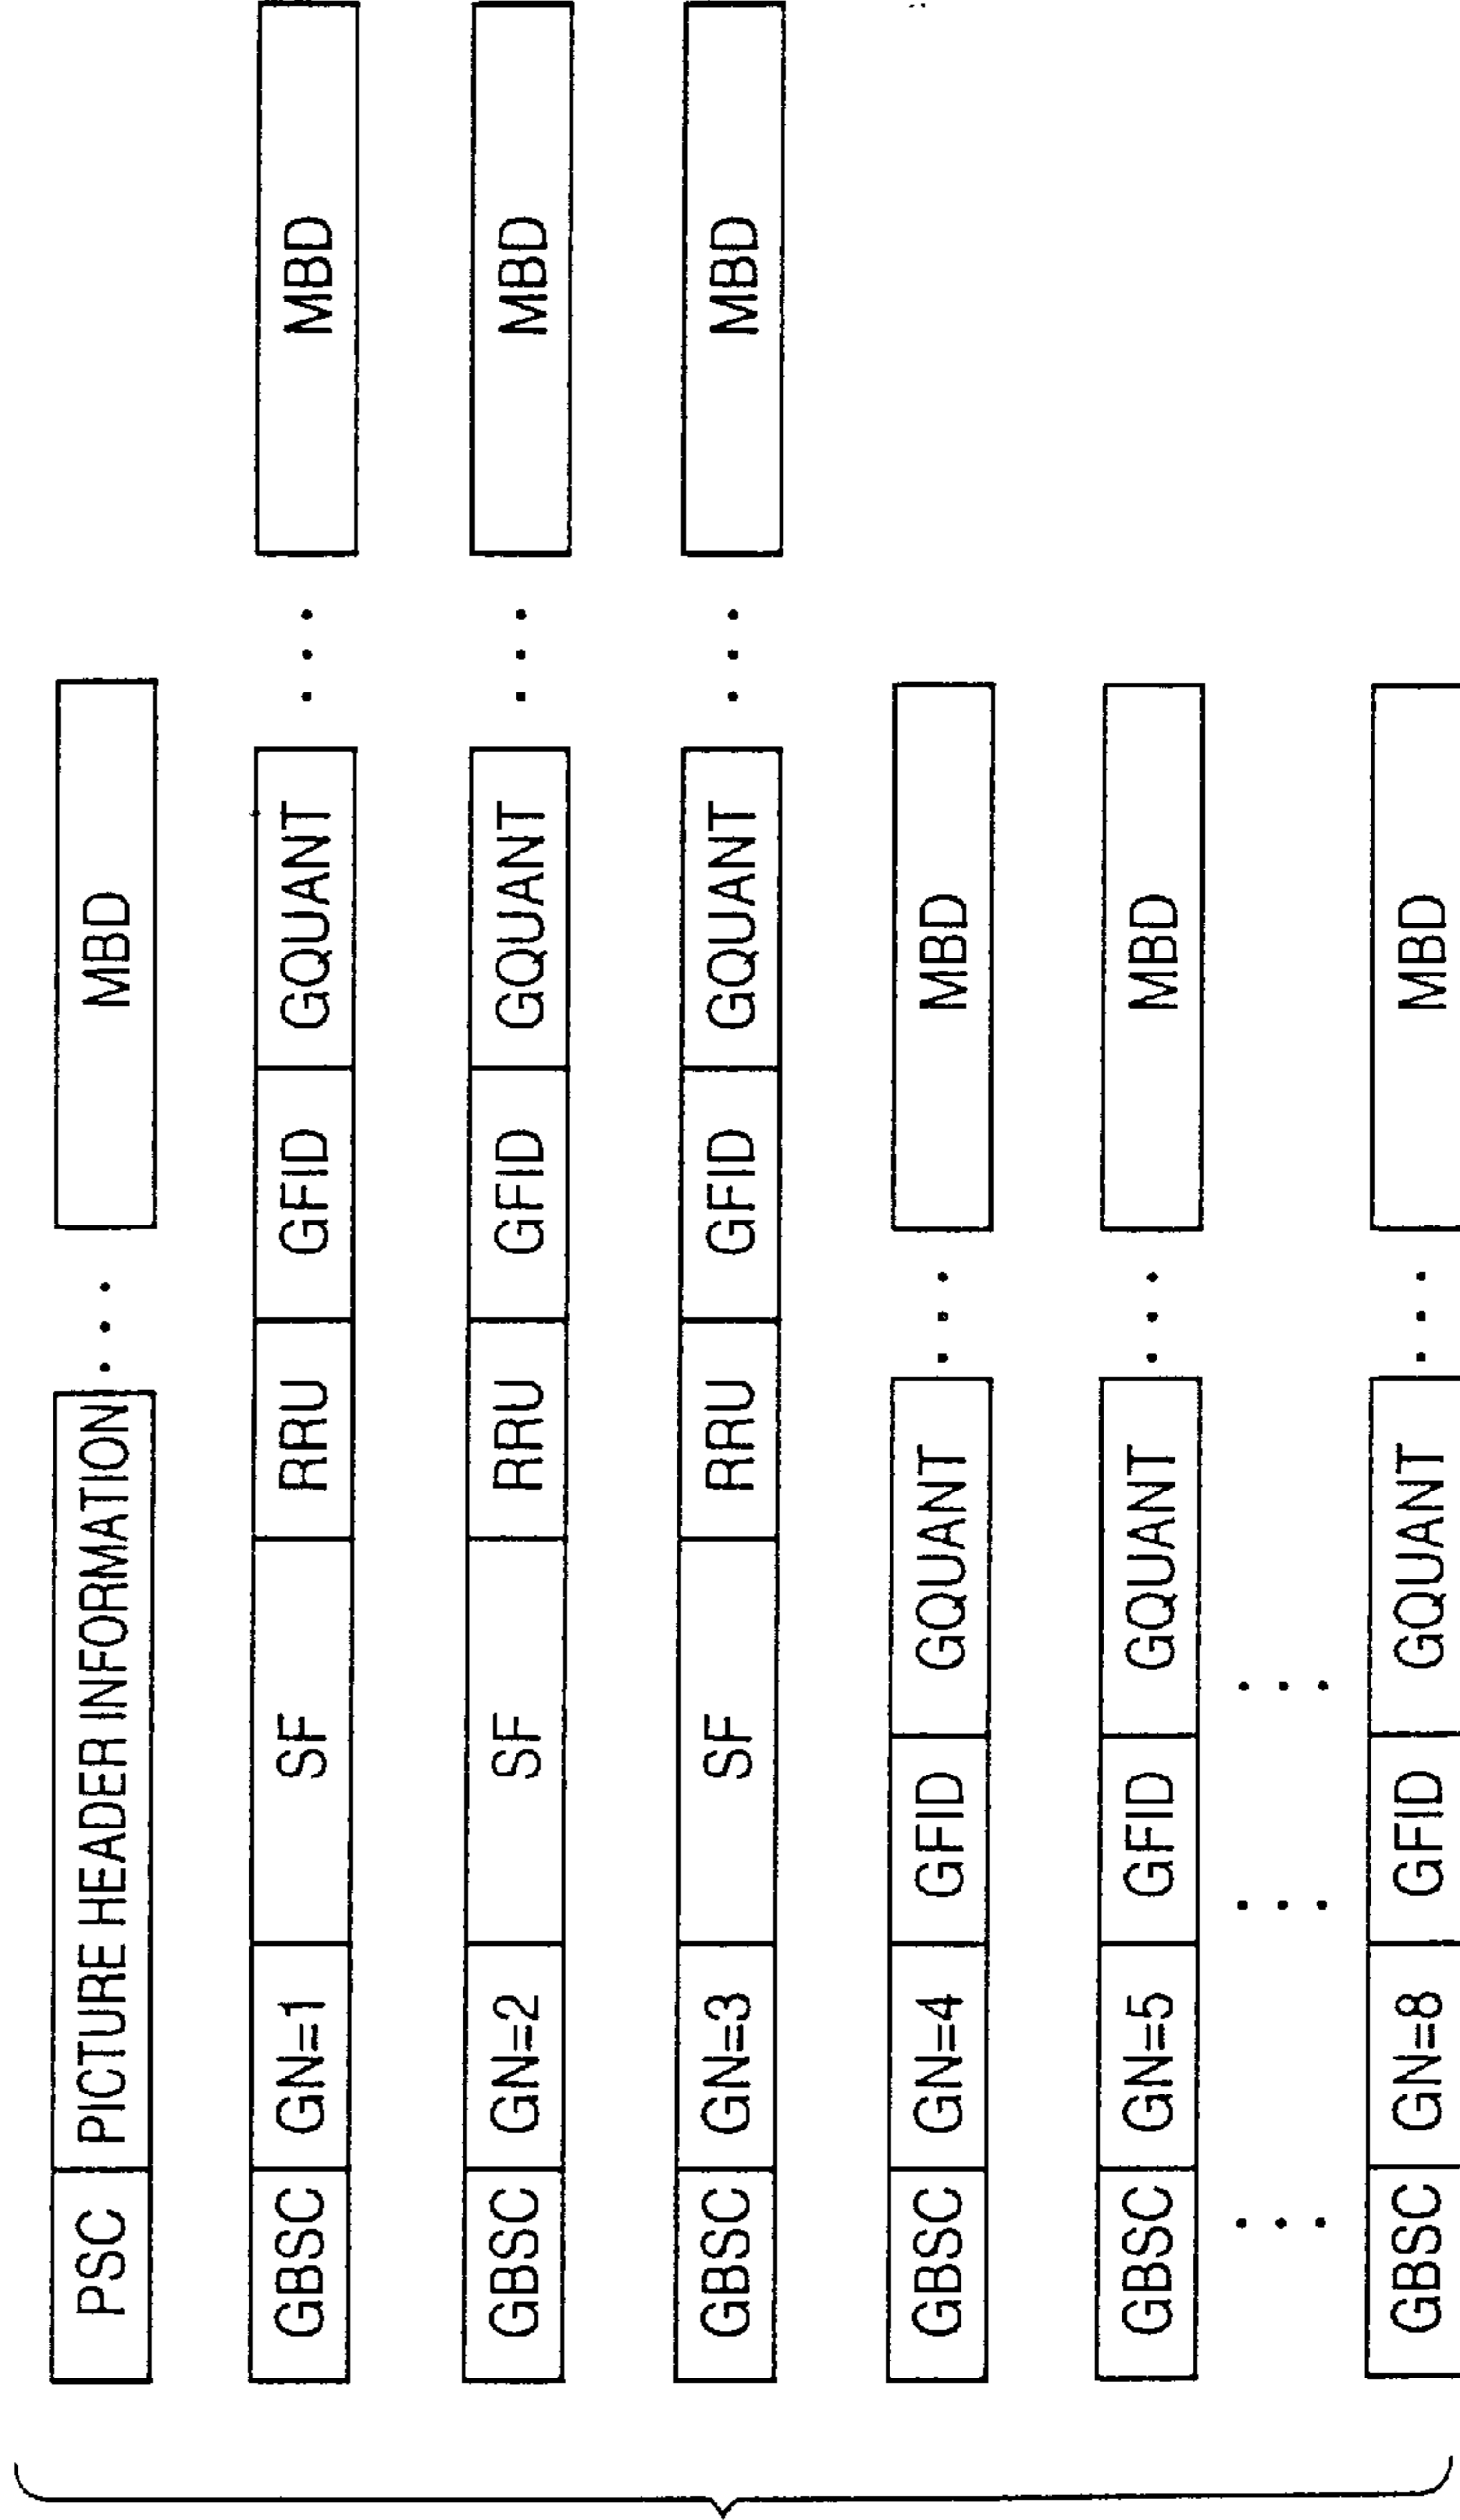 PSC PICTURE HEADER INFORMATION ... MBD
GBSC GN=1 SF RRU GFID GQUANT ... MBD
GBSC GN=2 SF RRU GFID GQUANT ... MBD
GBSC GN=3 SF RRU GFID GQUANT ... MBD
GBSC GN=4 GFID GQUANT ... MBD
GBSC GN=5 GFID GQUANT ... MBD
GBSC GN=8 GFID GQUANT ... MBD